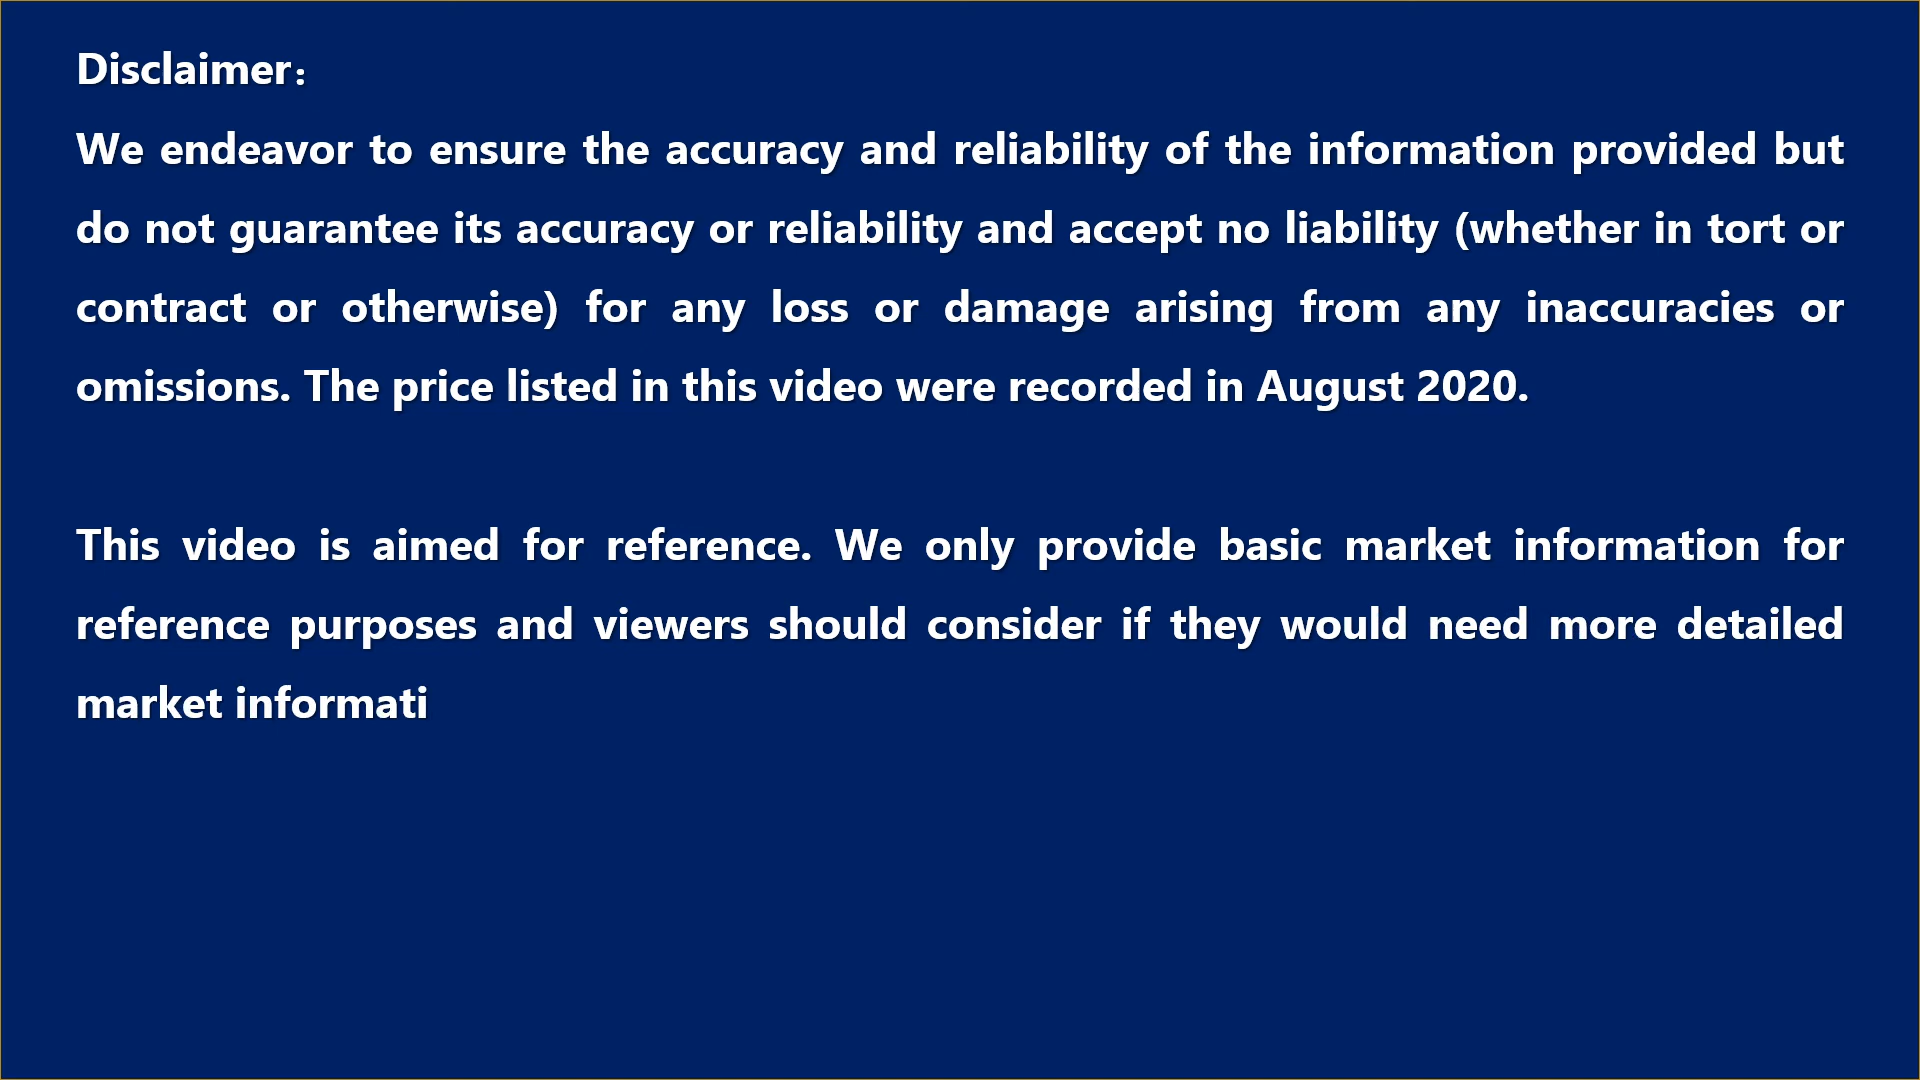 Disclaimer：
We endeavor to ensure the accuracy and reliability of the information provided but
do not guarantee its accuracy or reliability and accept no liability (whether in tort or
contract or otherwise) for any loss or damage arising from any inaccuracies or
omissions. The price listed in this video were recorded in August 2020.
This video is aimed for reference. We only provide basic market information for
reference purposes and viewers should consider if they would need more detailed
market informati